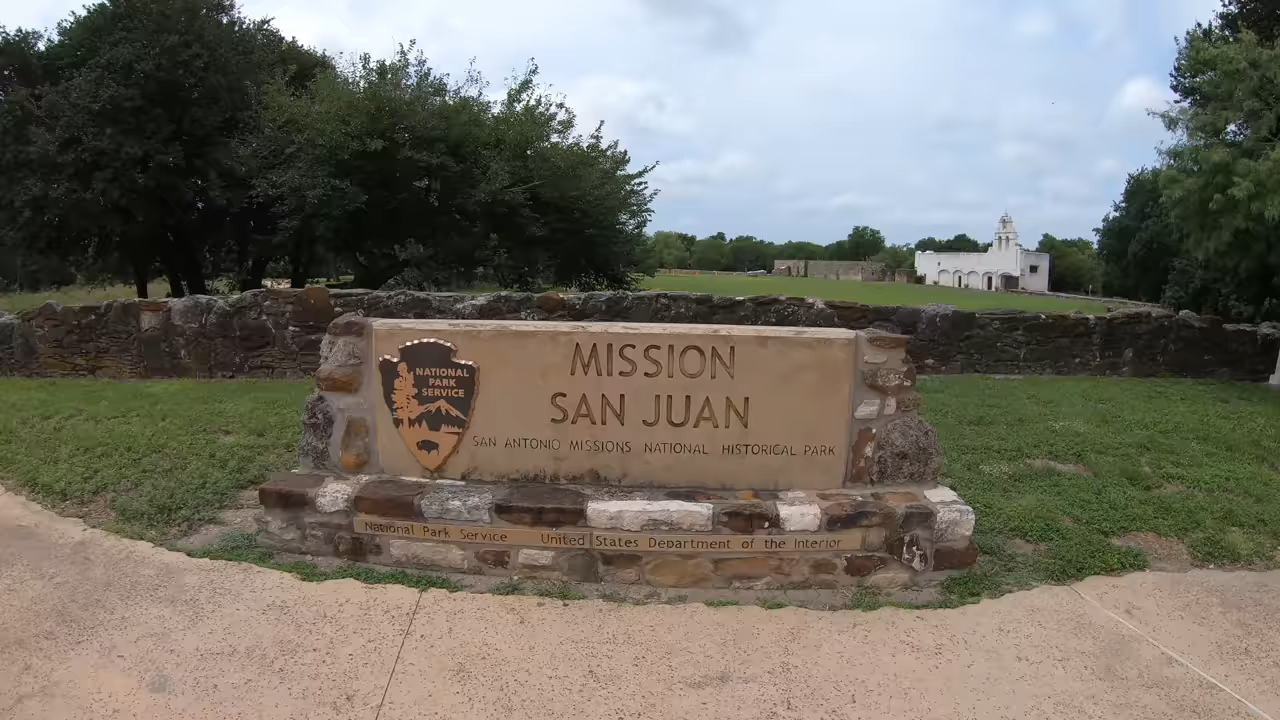 NATIONAL
PARK
SERVICE
MISSION
SAN JUAN
SAN ANTONIO MISSIONS NATIONAL HISTORICAL PARK
National Park Service United States Department of the Interior